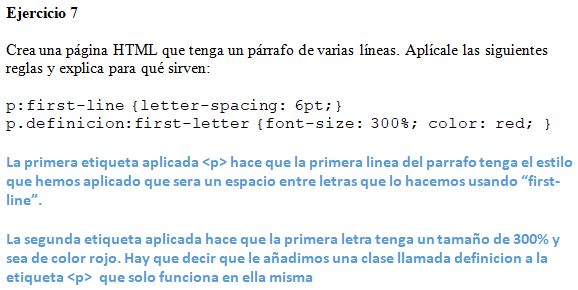 Ejercicio 7
Crea una página HTML que tenga un párrafo de varias líneas. Aplícale las siguientes
reglas y explica para qué sirven:
p:first-line {letter-spacing: 6pt;}
p.definicion:first-letter {font-size: 300%; color: red; }
La primera etiqueta aplicada <p> hace que la primera linea del parrafo tenga el estilo
que hemos aplicado que sera un espacio entre letras que lo hacemos usando “first-
line”.
La segunda etiqueta aplicada hace que la primera letra tenga un tamaño de 300% y
sea de color rojo. Hay que decir que le añadimos una clase llamada definicion a la
etiqueta <p> que solo funciona en ella misma